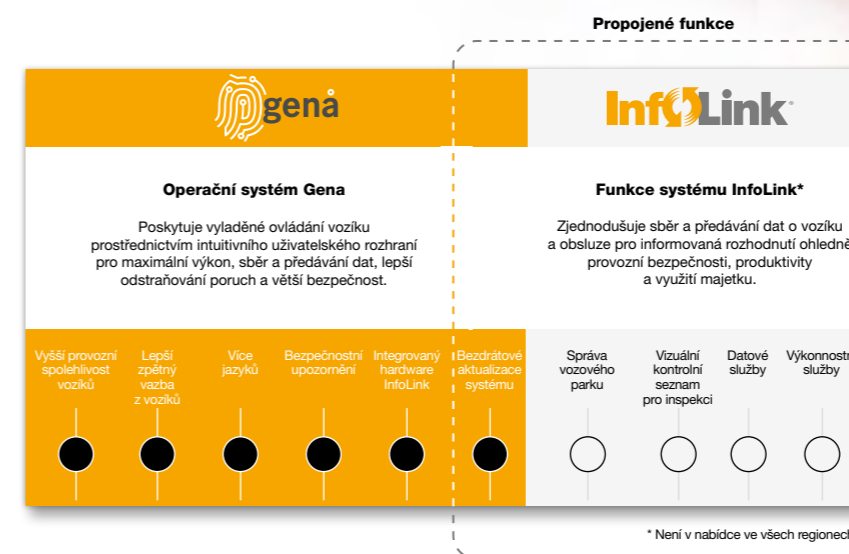 Propojené funkce
gena
InfoLink
Operační systém Gena
Poskytuje vyladěné ovládání vozíku
prostřednictvím intuitivního uživatelského rozhraní
pro maximální výkon, sběr a předávání dat, lepší
odstraňování poruch a větší bezpečnost.
Funkce systému InfoLink*
Zjednodušuje sběr a předávání dat o vozíku
a obsluze pro informovaná rozhodnutí ohledně
provozní bezpečnosti, produktivity
a využití majetku.
Vyšší provozní
spolehlivost
vozíků
Lepší
zpětný
vazba
z vozíků
Více
jazyků
Bezpečnostní
upozornění
Integrovaný
hardware
InfoLink
Bezdrátové
aktualizace
systému
Správa
vozového
parku
Vizuální
kontrolní
seznam
pro inspekci
Datové
služby
Výkonnostn
služby
* Není v nabídce ve všech regionech